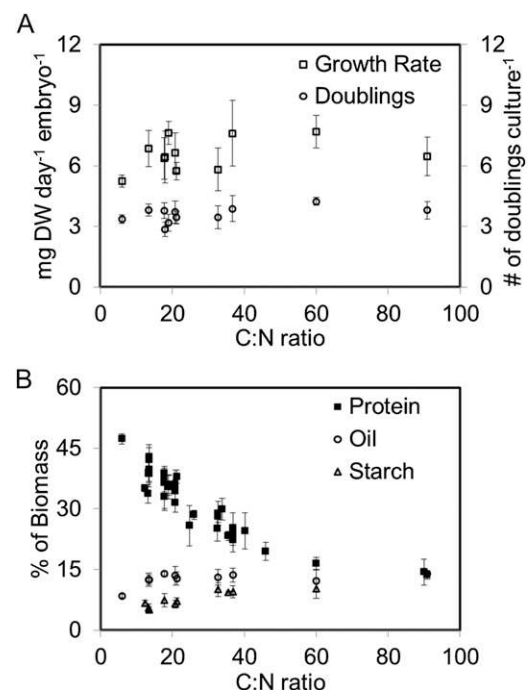 A
12
9
6
3
0
mg DW day⁻¹ embryo⁻¹
Growth Rate
Doublings
12
9
6
3
0
# of doublings culture⁻¹
0 20 40 60 80 100
C:N ratio
B
60
45
30
15
0
% of Biomass
Protein
Oil
Starch
0 20 40 60 80 100
C:N ratio